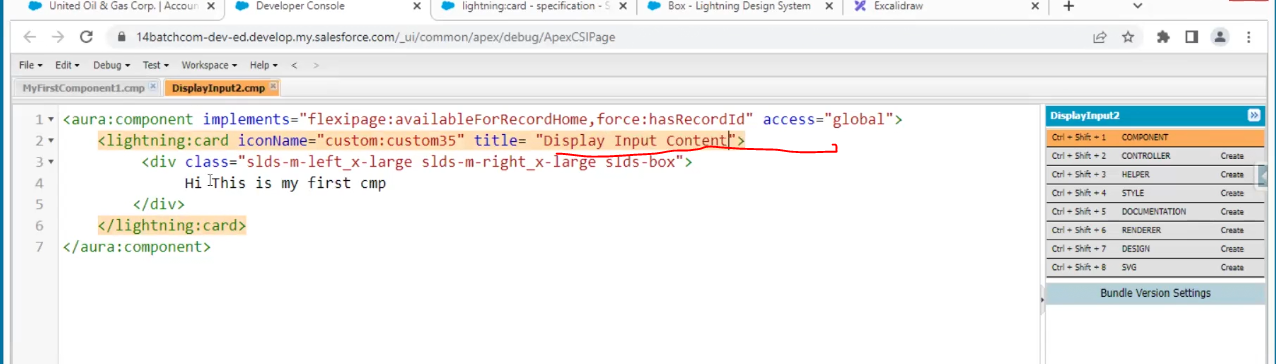 United Oil & Gas Corp. | Accoun
Developer Console
lightning:card - specification - S
Box - Lightning Design System
Excalidraw
14batchcom-dev-ed.develop.my.salesforce.com/_ui/common/apex/debug/ApexCSIPage
File Edit Debug Test Workspace Help < >
MyFirstComponent1.cmp DisplayInput2.cmp
1 <aura:component implements="flexipage:availableForRecordHome,force:hasRecordId" access="global">
2 <lightning:card iconName="custom:custom35" title= "Display Input Content">
3 <div class="slds-m-left_x-large slds-m-right_x-large slds-box">
4 Hi This is my first cmp
5 </div>
6 </lightning:card>
7 </aura:component>
DisplayInput2
Ctrl + Shift + 1 COMPONENT
Ctrl + Shift + 2 CONTROLLER Create
Ctrl + Shift + 3 HELPER Create
Ctrl + Shift + 4 STYLE Create
Ctrl + Shift + 5 DOCUMENTATION Create
Ctrl + Shift + 6 RENDERER Create
Ctrl + Shift + 7 DESIGN Create
Ctrl + Shift + 8 SVG Create
Bundle Version Settings